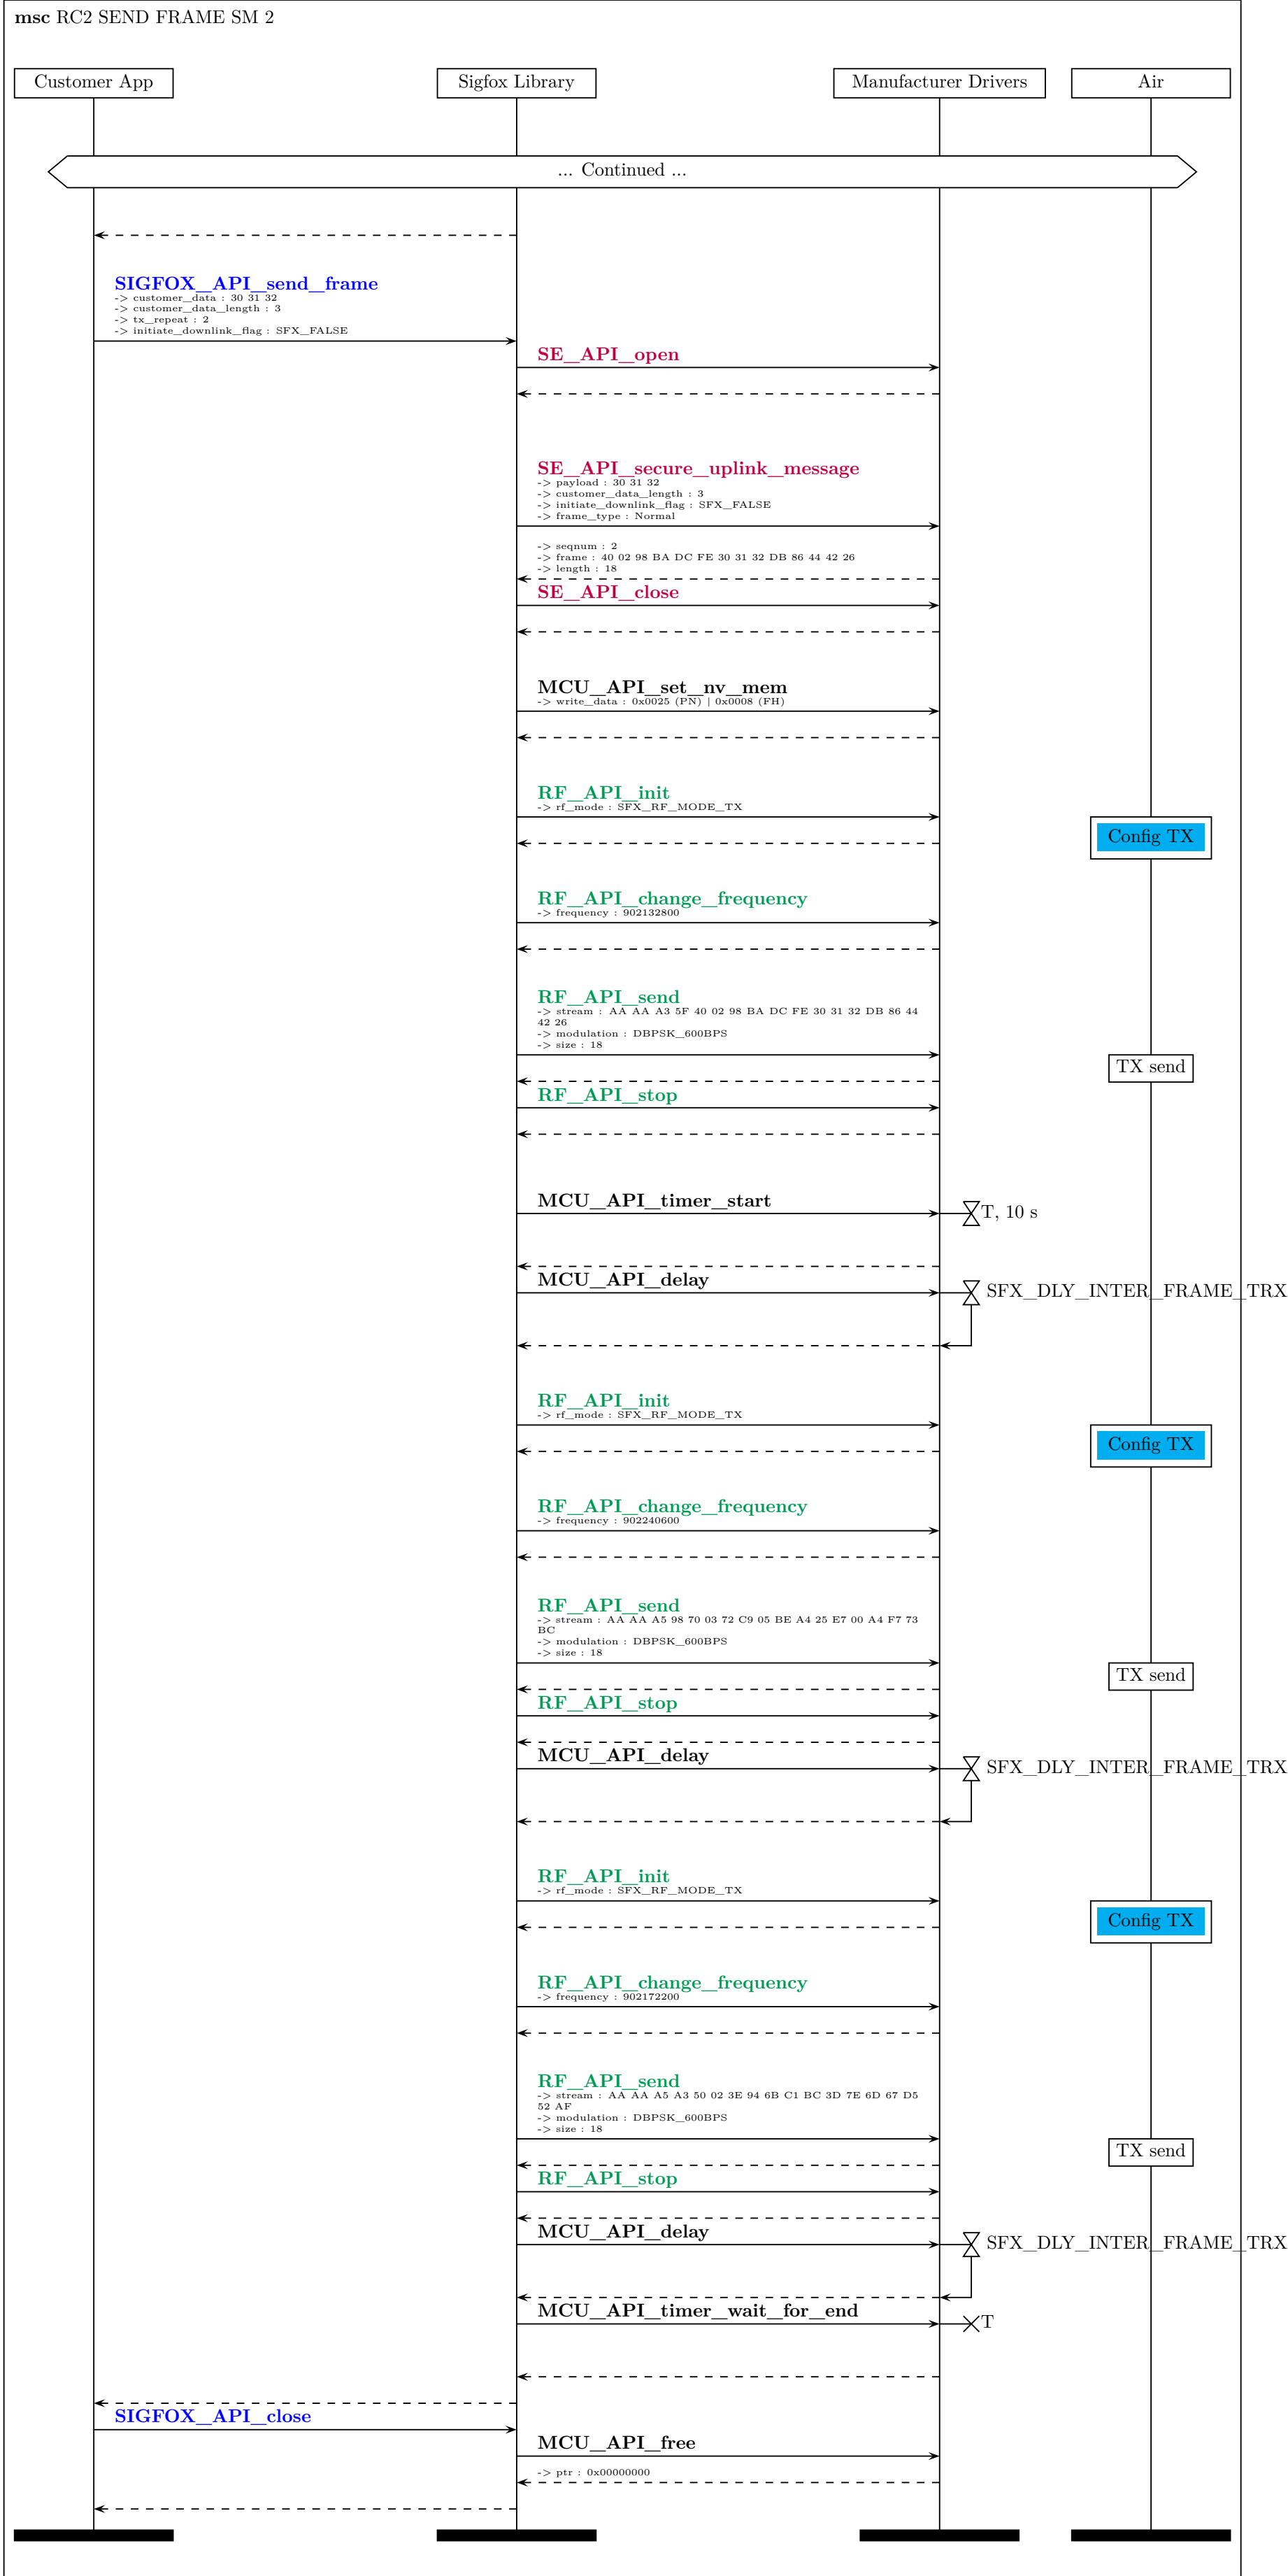 msc RC2 SEND FRAME SM 2
Customer App
Sigfox Library
Manufacturer Drivers
Air
... Continued ...
SIGFOX_API_send_frame
-> customer_data : 30 31 32
-> customer_data_length : 3
-> tx_repeat : 2
-> initiate_downlink_flag : SFX_FALSE
SE_API_open
SE_API_secure_uplink_message
-> payload : 30 31 32
-> customer_data_length : 3
-> initiate_downlink_flag : SFX_FALSE
-> frame_type : Normal
-> seqnum : 2
-> frame : 40 02 98 BA DC FE 30 31 32 DB 86 44 42 26
-> length : 18
SE_API_close
MCU_API_set_nv_mem
-> write_data : 0x0025 (PN) | 0x0008 (FH)
RF_API_init
-> rf_mode : SFX_RF_MODE_TX
Config TX
RF_API_change_frequency
-> frequency : 902132800
RF_API_send
-> stream : AA AA A3 5F 40 02 98 BA DC FE 30 31 32 DB 86 44
42 26
-> modulation : DBPSK_600BPS
-> size : 18
TX send
RF_API_stop
MCU_API_timer_start
T, 10 s
MCU_API_delay
SFX_DLY_INTER_FRAME_TRX
RF_API_init
-> rf_mode : SFX_RF_MODE_TX
Config TX
RF_API_change_frequency
-> frequency : 902240600
RF_API_send
-> stream : AA AA A5 98 70 03 72 C9 05 BE A4 25 E7 00 A4 F7 73
BC
-> modulation : DBPSK_600BPS
-> size : 18
TX send
RF_API_stop
MCU_API_delay
SFX_DLY_INTER_FRAME_TRX
RF_API_init
-> rf_mode : SFX_RF_MODE_TX
Config TX
RF_API_change_frequency
-> frequency : 902172200
RF_API_send
-> stream : AA AA A5 A3 50 02 3E 94 6B C1 BC 3D 7E 6D 67 D5
52 AF
-> modulation : DBPSK_600BPS
-> size : 18
TX send
RF_API_stop
MCU_API_delay
SFX_DLY_INTER_FRAME_TRX
MCU_API_timer_wait_for_end
T
SIGFOX_API_close
MCU_API_free
-> ptr : 0x00000000